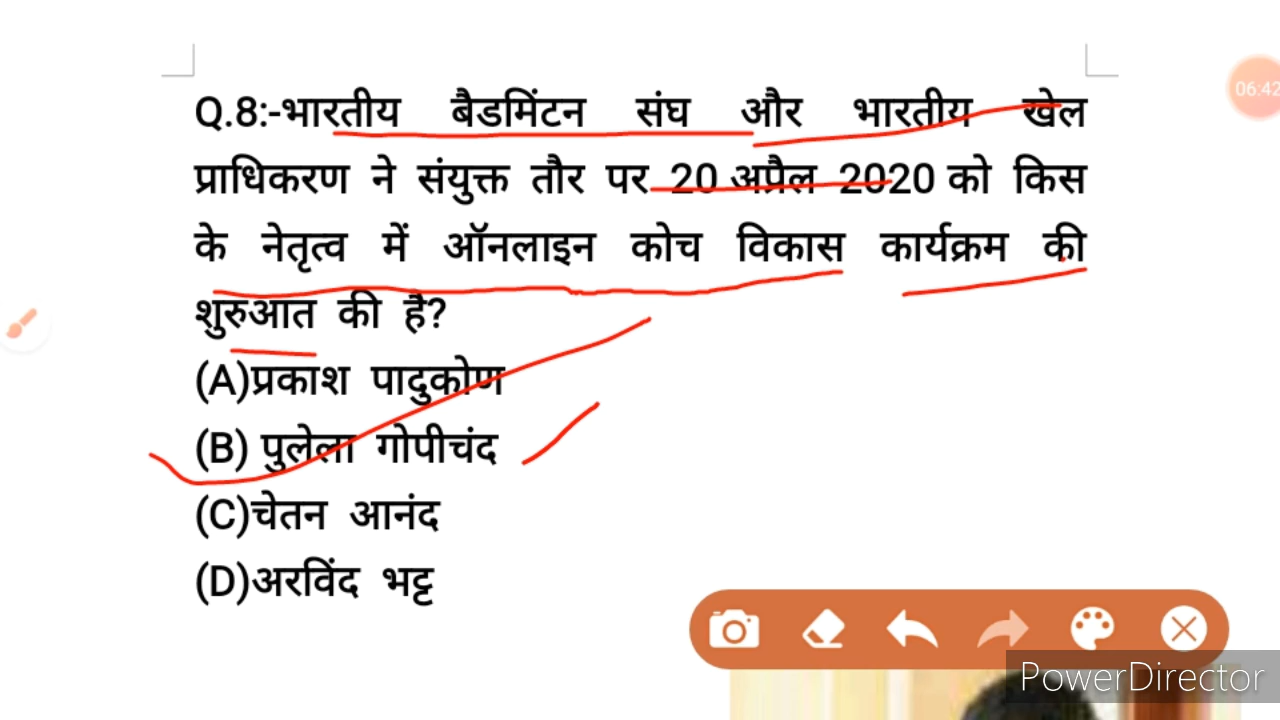 06:42
Q.8:-भारतीय बैडमिंटन संघ और भारतीय खेल
प्राधिकरण ने संयुक्त तौर पर 20 अप्रैल 2020 को किस
के नेतृत्व में ऑनलाइन कोच विकास कार्यक्रम की
शुरुआत की है?
(A)प्रकाश पादुकोण
(B) पुलेला गोपीचंद
(C)चेतन आनंद
(D)अरविंद भट्ट
PowerDirector